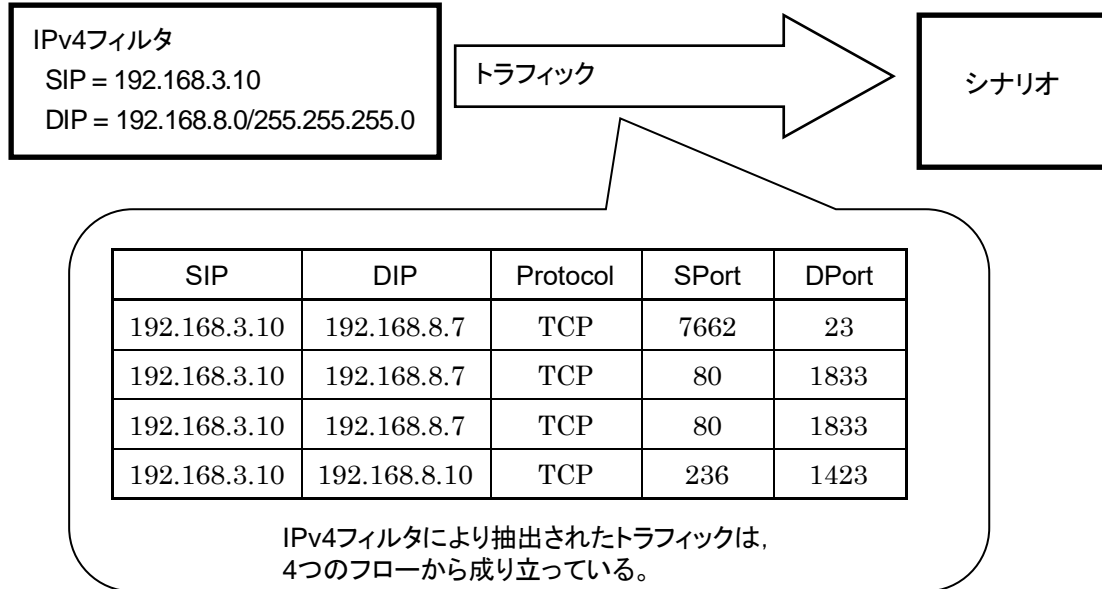 IPv4フィルタ
SIP = 192.168.3.10
DIP = 192.168.8.0/255.255.255.0
トラフィック
シナリオ
SIP DIP Protocol SPort DPort
192.168.3.10 192.168.8.7 TCP 7662 23
192.168.3.10 192.168.8.7 TCP 80 1833
192.168.3.10 192.168.8.7 TCP 80 1833
192.168.3.10 192.168.8.10 TCP 236 1423
IPv4フィルタにより抽出されたトラフィックは,
4つのフローから成り立っている。